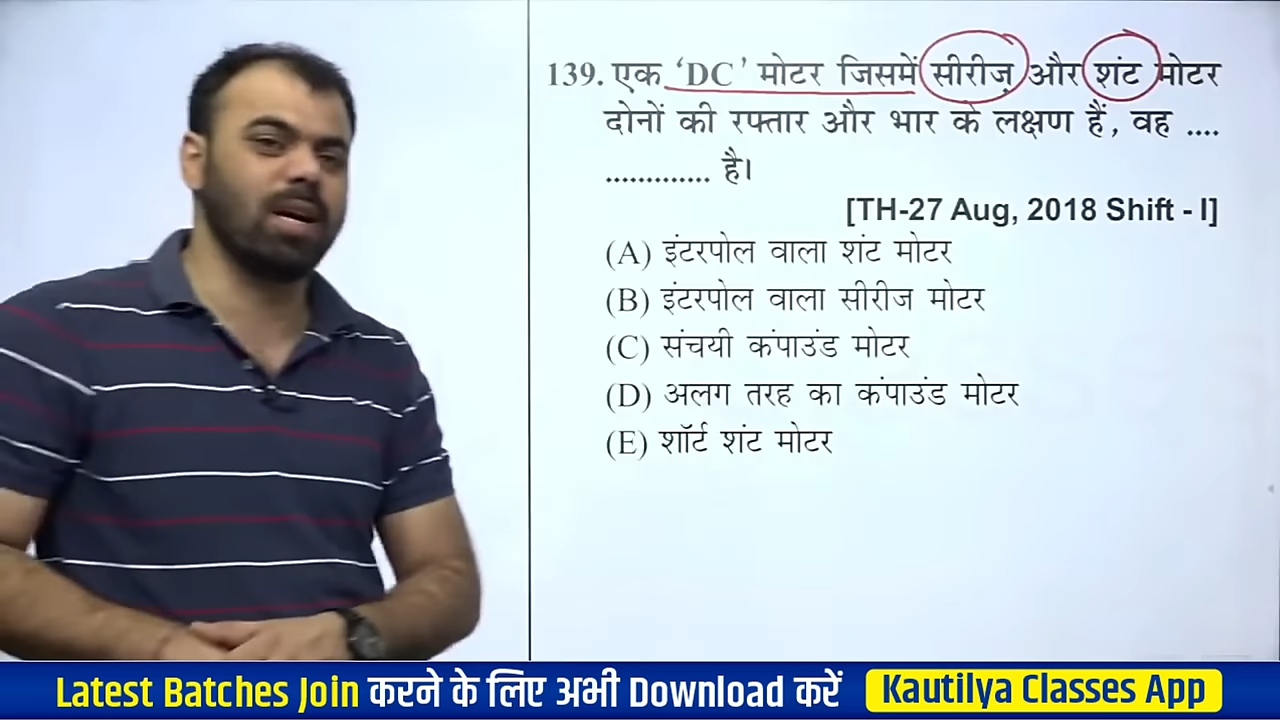 139. एक ‘DC’ मोटर जिसमें सीरीज़ और शंट मोटर
दोनों की रफ्तार और भार के लक्षण हैं, वह ....
............. है।
[TH-27 Aug, 2018 Shift - I]
(A) इंटरपोल वाला शंट मोटर
(B) इंटरपोल वाला सीरीज मोटर
(C) संचयी कंपाउंड मोटर
(D) अलग तरह का कंपाउंड मोटर
(E) शॉर्ट शंट मोटर
Latest Batches Join करने के लिए अभी Download करें Kautilya Classes App